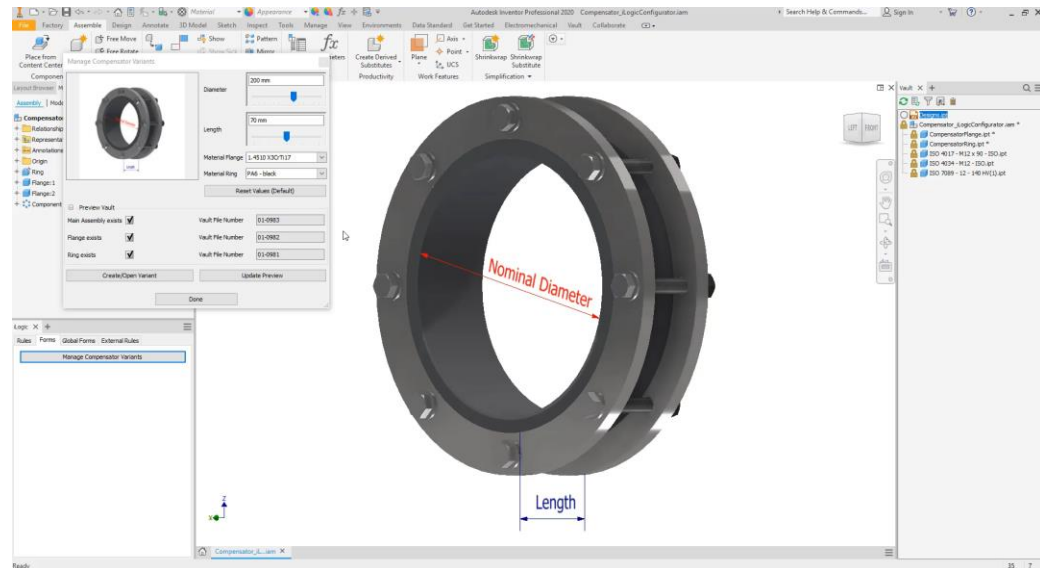 Material
Appearance
Autodesk Inventor Professional 2020 Compensator_iLogicConfigurator.iam
Search Help & Commands...
Sign In
File Factory Assemble Design Annotate 3D Model Sketch Inspect Tools Manage View Environments Data Standard Get Started Electromechanical Vault Collaborate
Free Move
Free Rotate
Show
Pattern
Mirror
Axis
Point
UCS
Place from
Content Center
Create Derived
Substitutes
Plane
Shrinkwrap
Shrinkwrap
Substitute
Productivity
Work Features
Simplification
Manage Compensator Variants
Diameter
200 mm
Length
70 mm
Material Flange
1.4510 X3CrTi17
Material Ring
PA6 - black
Reset Values (Default)
Preview Vault
Main Assembly exists
Vault File Number
01-0983
Flange exists
Vault File Number
01-0982
Ring exists
Vault File Number
01-0981
Create/Open Variant
Update Preview
Done
Assembly
Origin
Ring
Flange:1
Flange:2
Component
Rules Forms Global Forms External Rules
Manage Compensator Variants
Nominal Diameter
Length
LEFT
FRONT
Vault
Designs.ipj
Compensator_iLogicConfigurator.iam *
CompensatorFlange.ipt *
CompensatorRing.ipt *
ISO 4017 - M12 x 90 - ISO.ipt
ISO 4034 - M12 - ISO.ipt
ISO 7089 - 12 - 140 HV(1).ipt
Z
X
Compensator_iL...iam
Ready
35 7